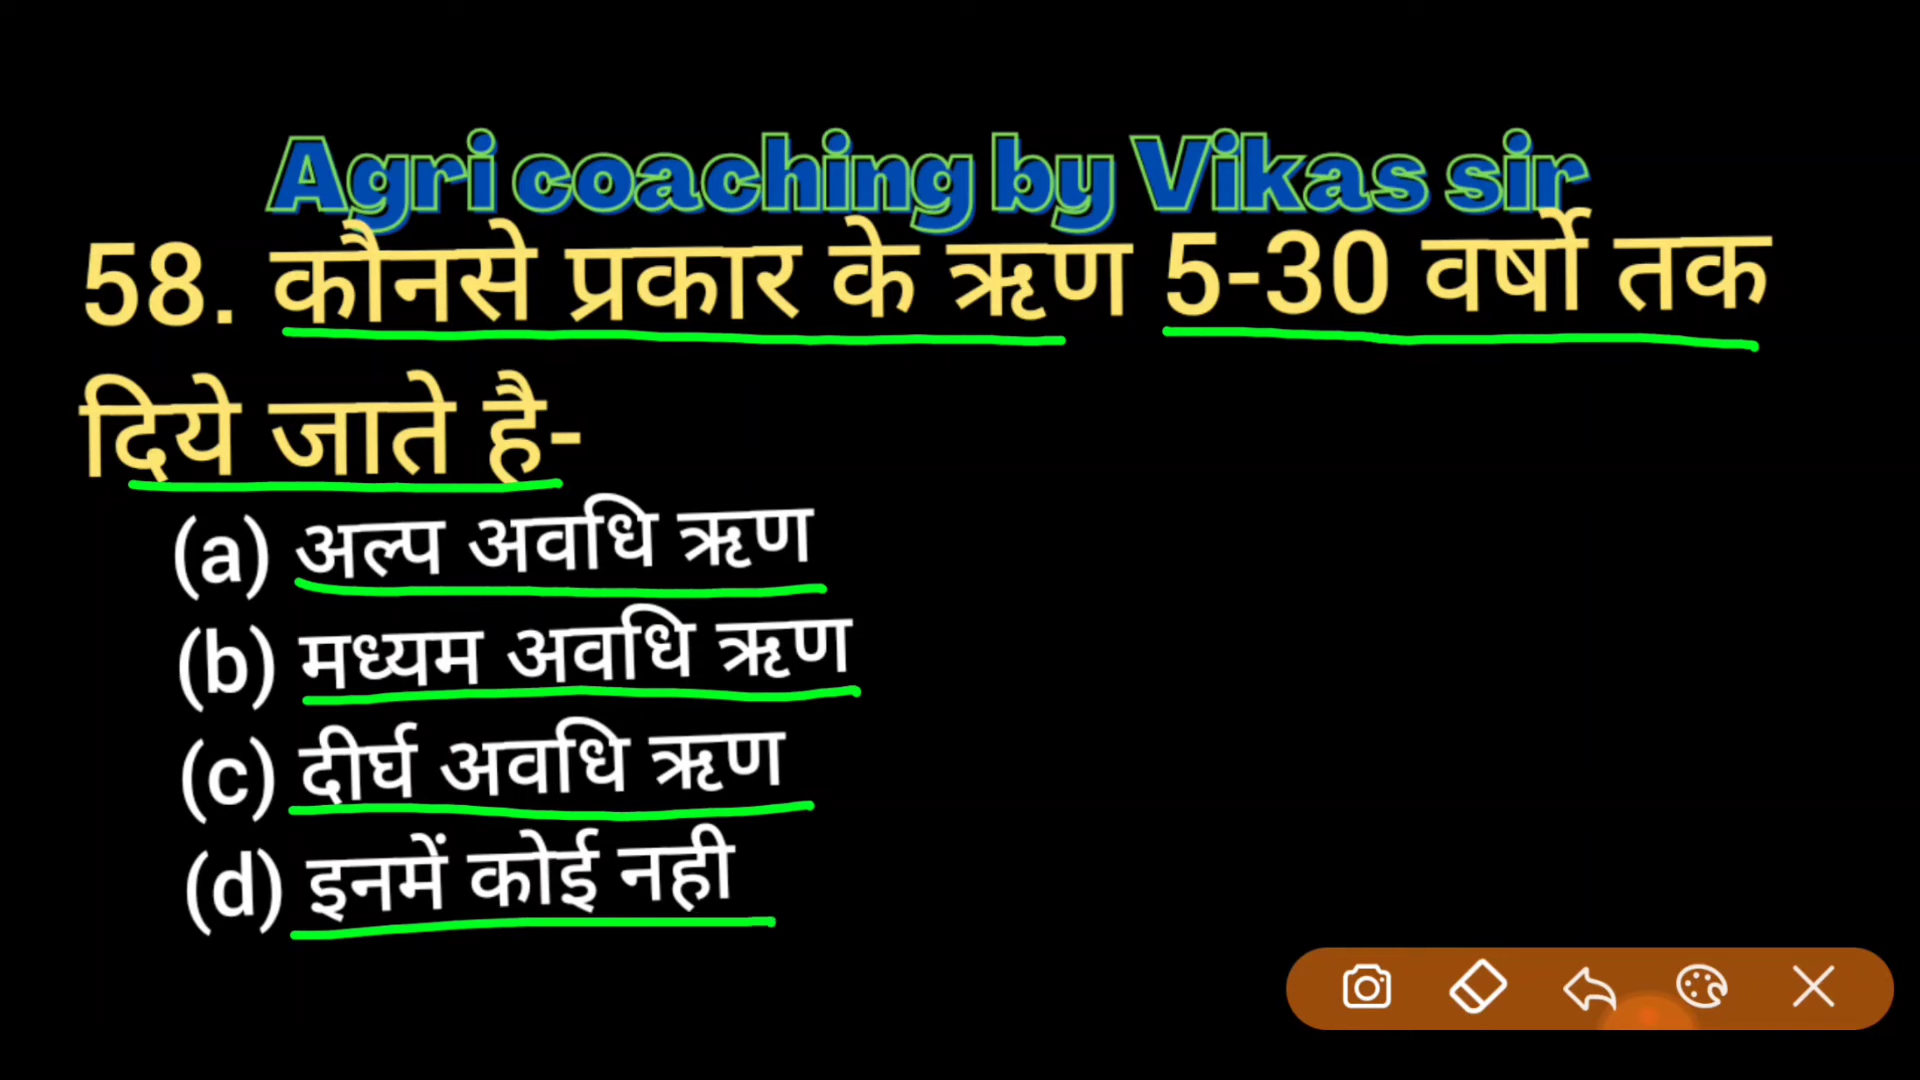 Agri coaching by Vikas sir
58. कौनसे प्रकार के ऋण 5-30 वर्षो तक
दिये जाते है-
(a) अल्प अवधि ऋण
(b) मध्यम अवधि ऋण
(c) दीर्घ अवधि ऋण
(d) इनमें कोई नही